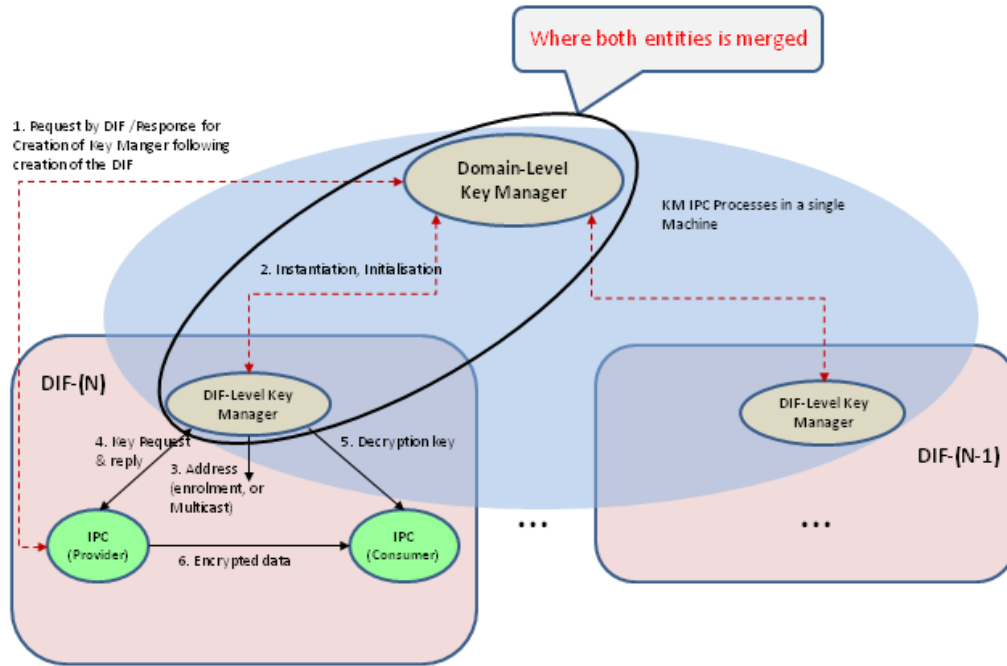 Where both entities is merged
1. Request by DIF /Response for
Creation of Key Manger following
creation of the DIF
Domain-Level
Key Manager
KM IPC Processes in a single
Machine
2. Instantiation, Initialisation
DIF-(N)
DIF-Level Key
Manager
DIF-Level Key
Manager
DIF-(N-1)
4. Key Request
& reply
5. Decryption key
3. Address
(enrolment, or
Multicast)
IPC
(Provider)
IPC
(Consumer)
...
...
6. Encrypted data